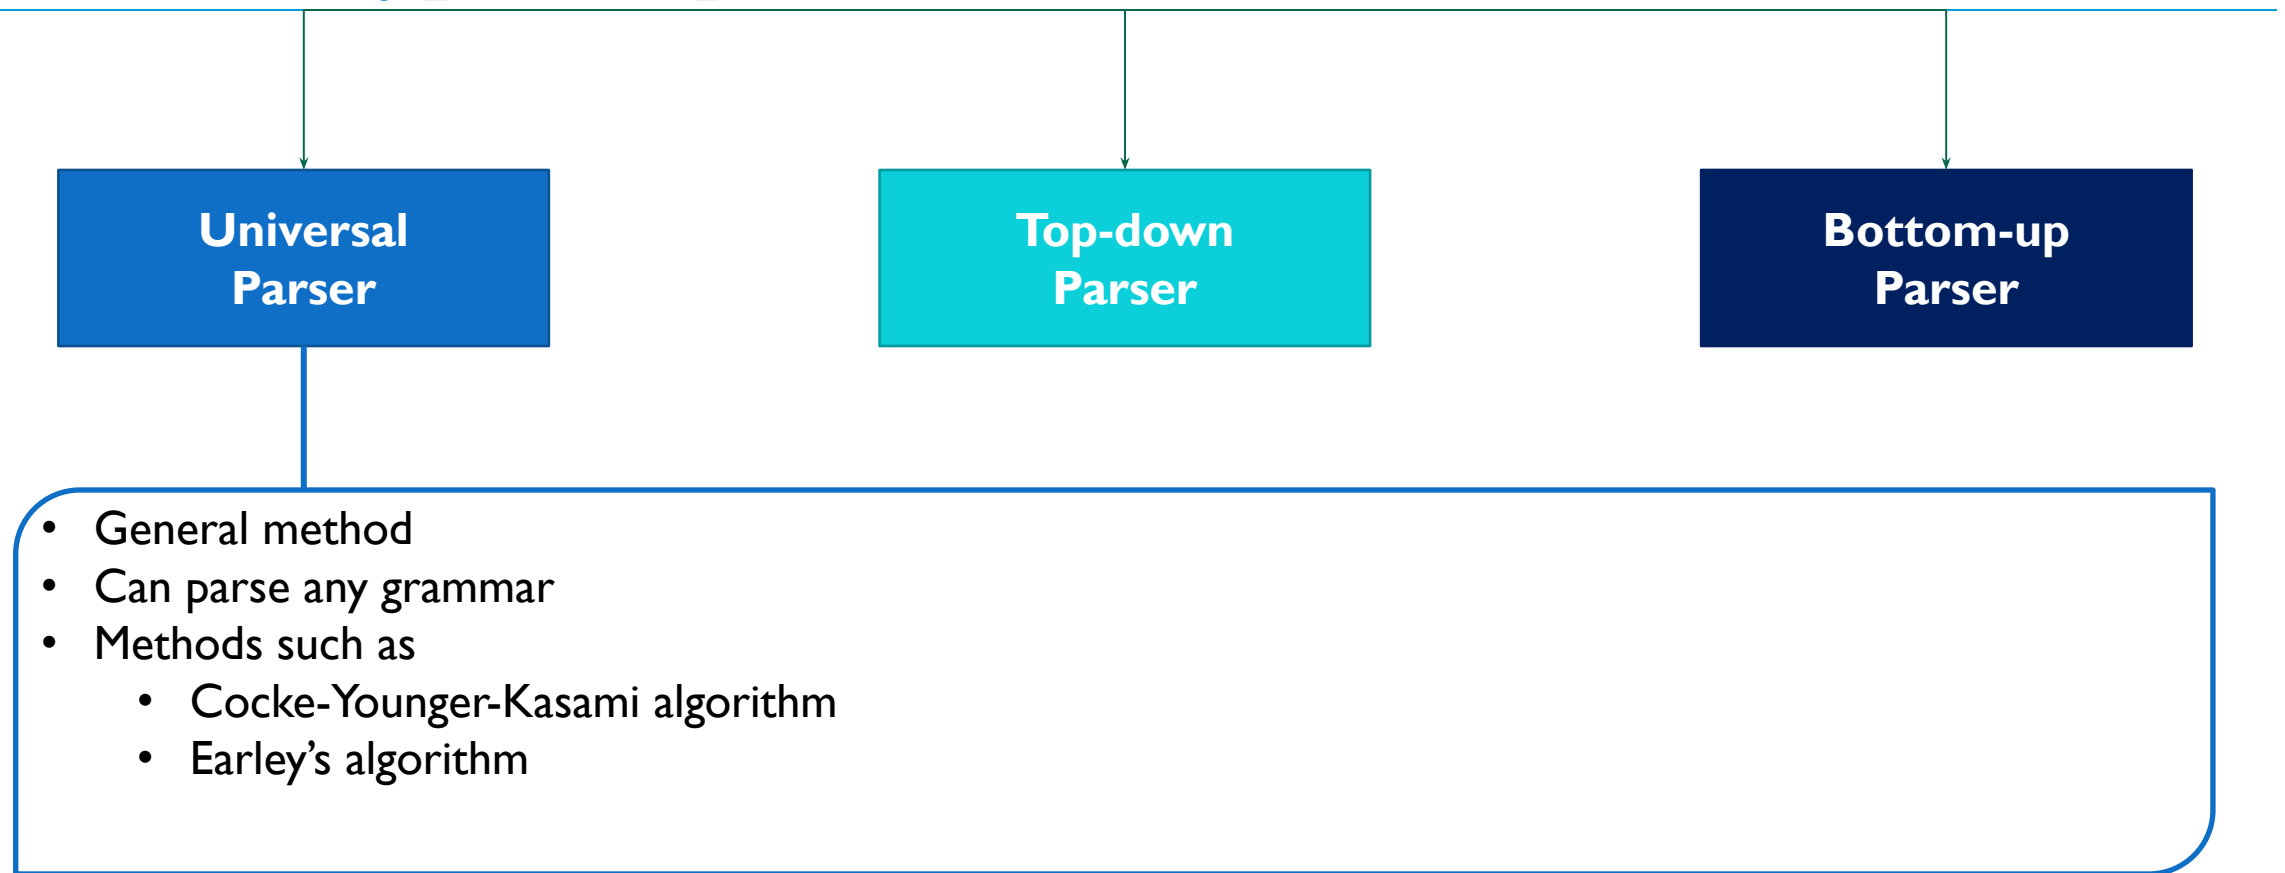 Universal
Parser
Top-down
Parser
Bottom-up
Parser
• General method
• Can parse any grammar
• Methods such as
• Cocke-Younger-Kasami algorithm
• Earley’s algorithm